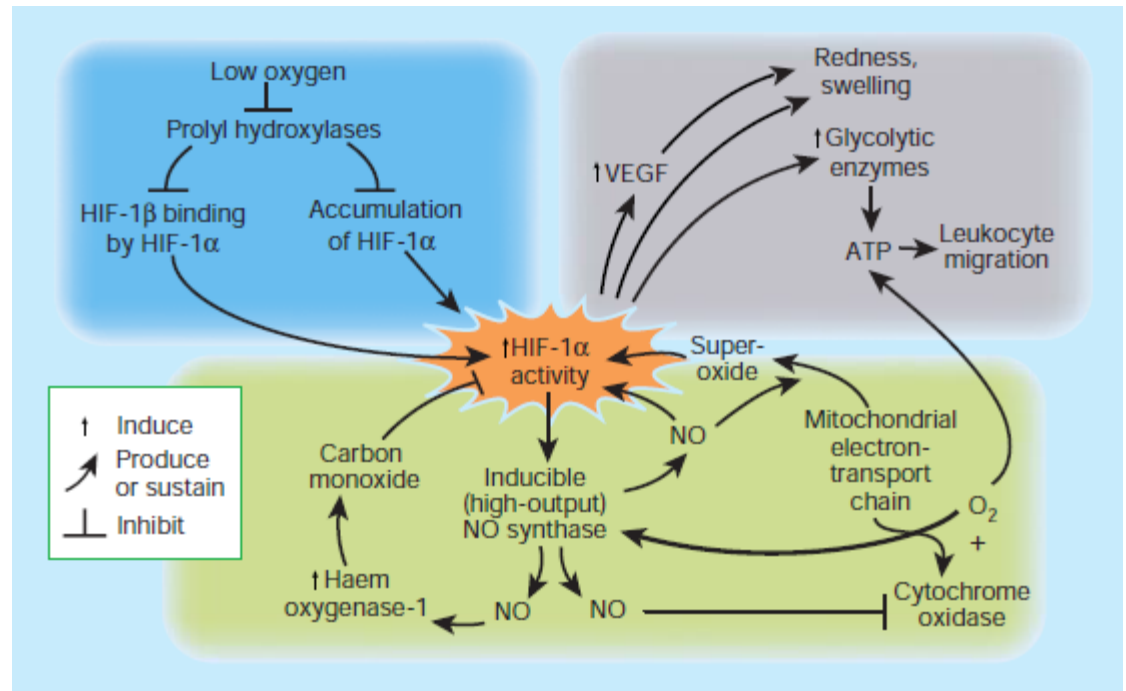 Low oxygen
Prolyl hydroxylases
HIF-1β binding
by HIF-1α
Accumulation
of HIF-1α
Redness,
swelling
↑VEGF
↑Glycolytic
enzymes
ATP
Leukocyte
migration
↑HIF-1α
activity
Super-
oxide
NO
Mitochondrial
electron-
transport
chain
O₂
+
Cytochrome
oxidase
Carbon
monoxide
Inducible
(high-output)
NO synthase
↑Haem
oxygenase-1
NO
NO
↑ Induce
Produce
or sustain
Inhibit